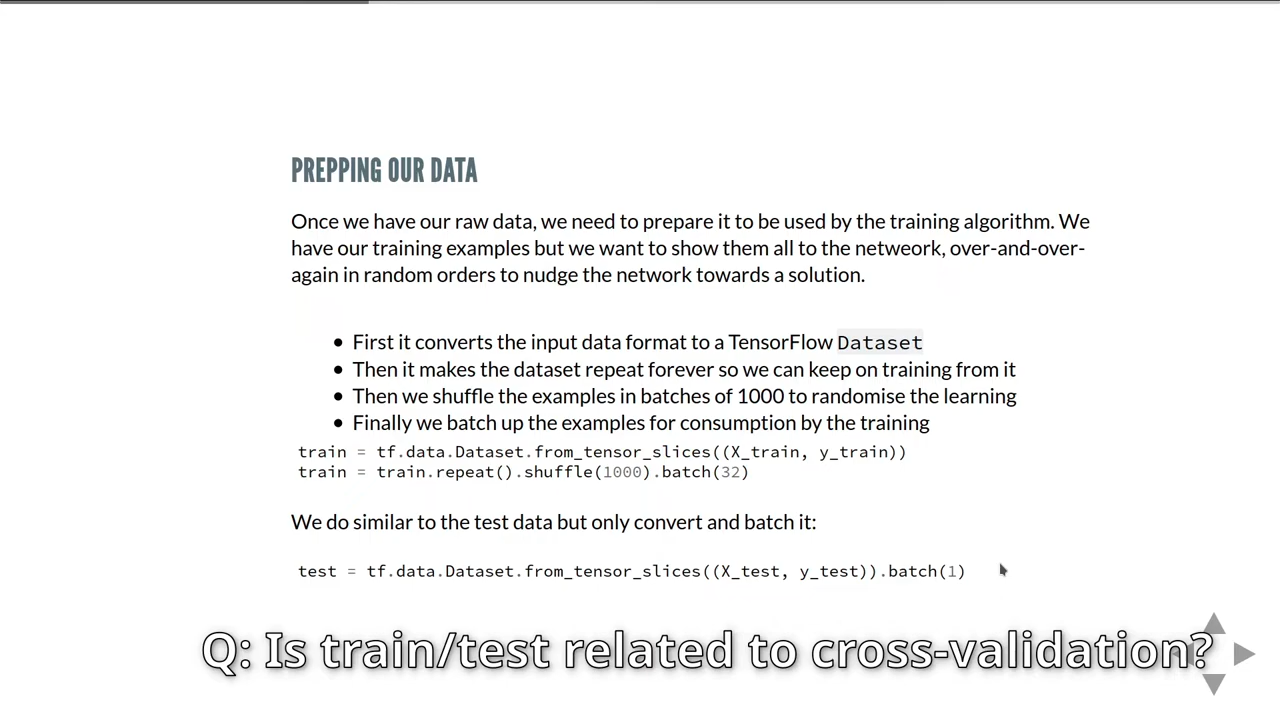 PREPPING OUR DATA
Once we have our raw data, we need to prepare it to be used by the training algorithm. We
have our training examples but we want to show them all to the netweork, over-and-over-
again in random orders to nudge the network towards a solution.
• First it converts the input data format to a TensorFlow Dataset
• Then it makes the dataset repeat forever so we can keep on training from it
• Then we shuffle the examples in batches of 1000 to randomise the learning
• Finally we batch up the examples for consumption by the training
train = tf.data.Dataset.from_tensor_slices((X_train, y_train))
train = train.repeat().shuffle(1000).batch(32)
We do similar to the test data but only convert and batch it:
test = tf.data.Dataset.from_tensor_slices((X_test, y_test)).batch(1)
Q: Is train/test related to cross-validation?